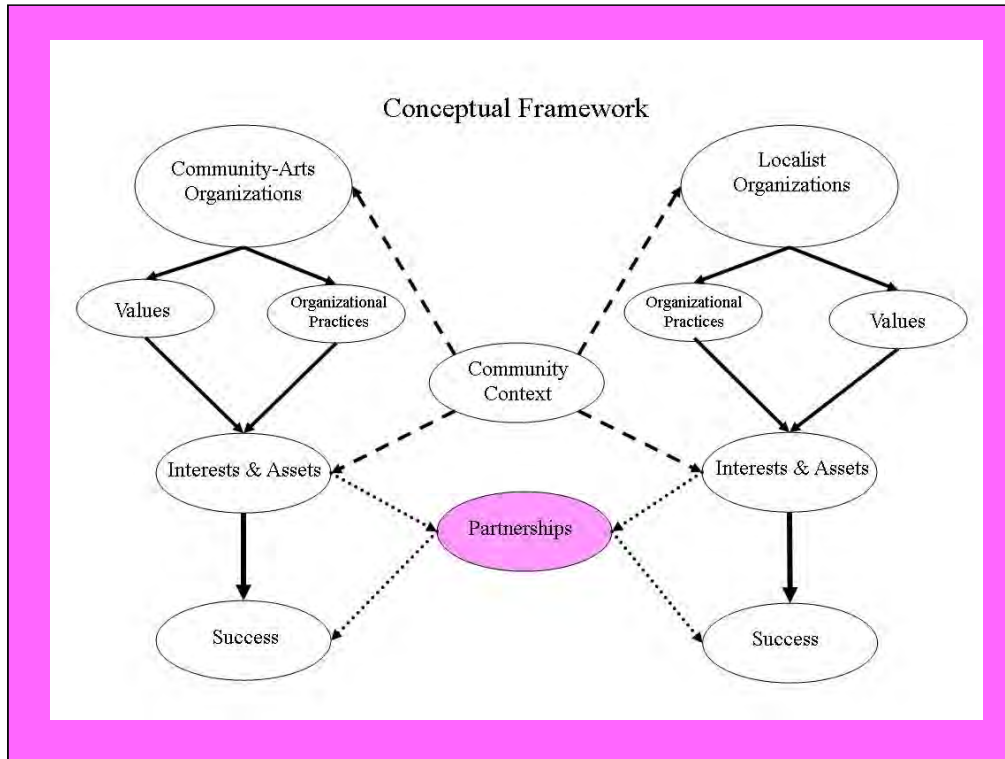 Conceptual Framework
Community-Arts
Organizations
Localist
Organizations
Values
Organizational
Practices
Organizational
Practices
Values
Community
Context
Interests & Assets
Interests & Assets
Partnerships
Success
Success